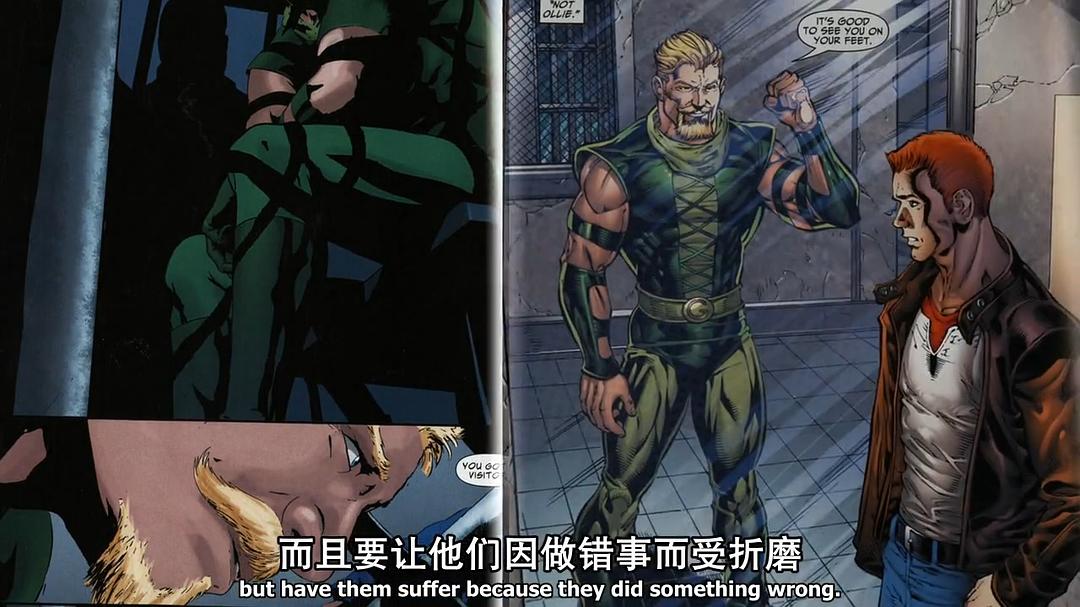 "NOT
OLLIE."
IT'S GOOD
TO SEE YOU ON
YOUR FEET.
YOU GO
VISITO
而且要让他们因做错事而受折磨
but have them suffer because they did something wrong.